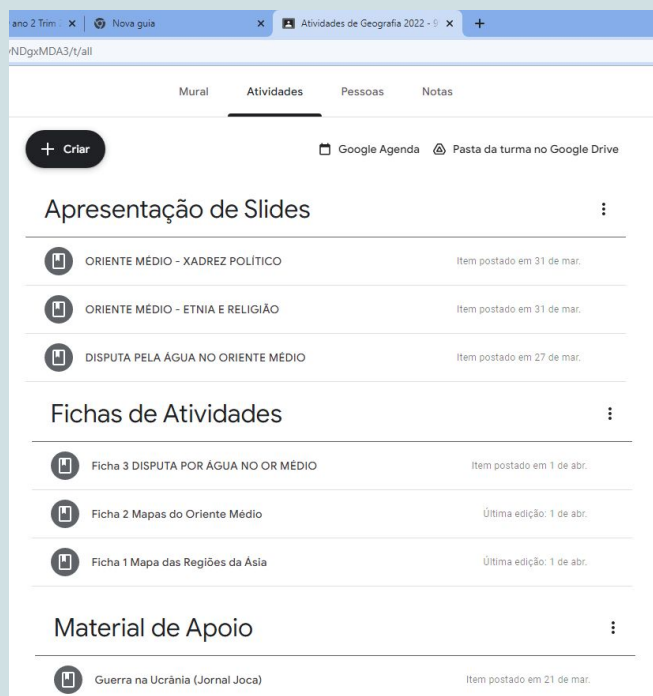 ano 2 Trim
Nova guia
Atividades de Geografia 2022 - 9
NDgxMDA3/t/all
Mural Atividades Pessoas Notas
+ Criar
Google Agenda Pasta da turma no Google Drive
Apresentação de Slides
ORIENTE MÉDIO - XADREZ POLÍTICO Item postado em 31 de mar.
ORIENTE MÉDIO - ETNIA E RELIGIÃO Item postado em 31 de mar.
DISPUTA PELA ÁGUA NO ORIENTE MÉDIO Item postado em 27 de mar.
Fichas de Atividades
Ficha 3 DISPUTA POR ÁGUA NO OR MÉDIO Item postado em 1 de abr.
Ficha 2 Mapas do Oriente Médio Última edição: 1 de abr.
Ficha 1 Mapa das Regiões da Ásia Última edição: 1 de abr.
Material de Apoio
Guerra na Ucrânia (Jornal Joca) Item postado em 21 de mar.